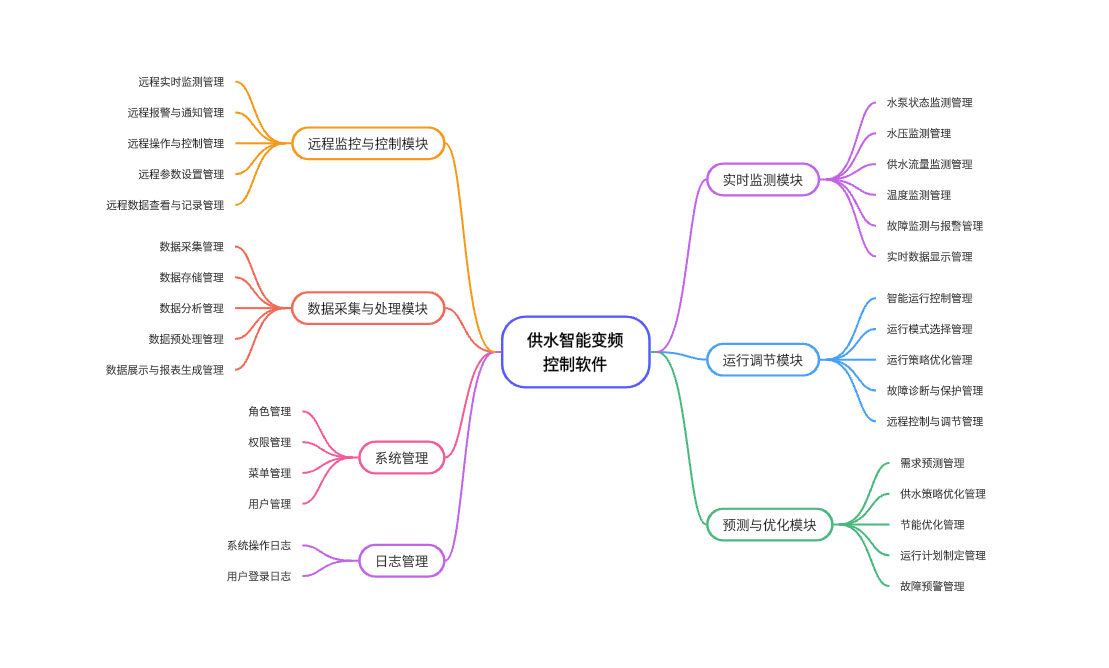 供水智能变频
控制软件
远程监控与控制模块
远程实时监测管理
远程报警与通知管理
远程操作与控制管理
远程参数设置管理
远程数据查看与记录管理
数据采集与处理模块
数据采集管理
数据存储管理
数据分析管理
数据预处理管理
数据展示与报表生成管理
系统管理
角色管理
权限管理
菜单管理
用户管理
日志管理
系统操作日志
用户登录日志
实时监测模块
水泵状态监测管理
水压监测管理
供水流量监测管理
温度监测管理
故障监测与报警管理
实时数据显示管理
运行调节模块
智能运行控制管理
运行模式选择管理
运行策略优化管理
故障诊断与保护管理
远程控制与调节管理
预测与优化模块
需求预测管理
供水策略优化管理
节能优化管理
运行计划制定管理
故障预警管理